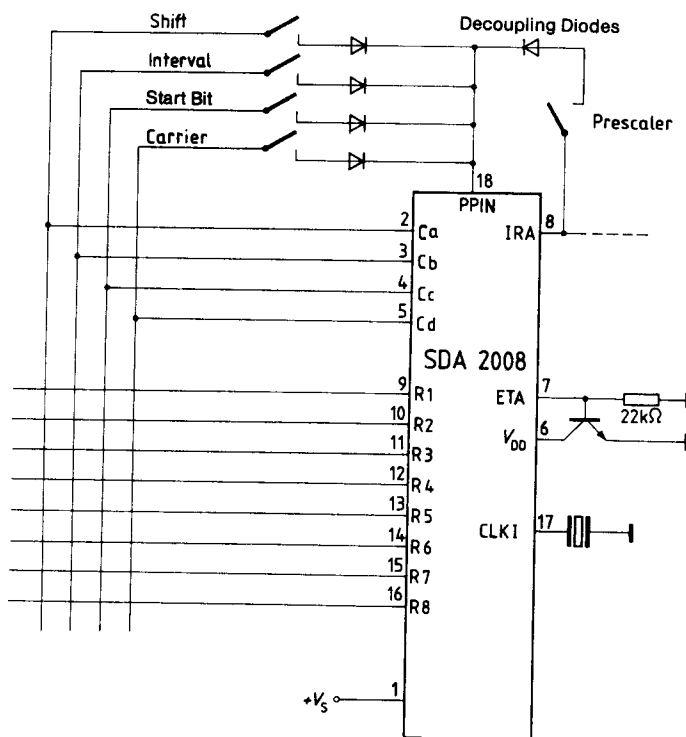 Shift
Decoupling Diodes
Interval
Start Bit
Prescaler
Carrier
18
PPIN
2
Ca
IRA
8
3
Cb
4
Cc
5
Cd
SDA 2008
9
R1
ETA
7
22kΩ
10
R2
V_DD
6
11
R3
12
R4
13
R5
CLKI
17
14
R6
15
R7
16
R8
+V_S
1